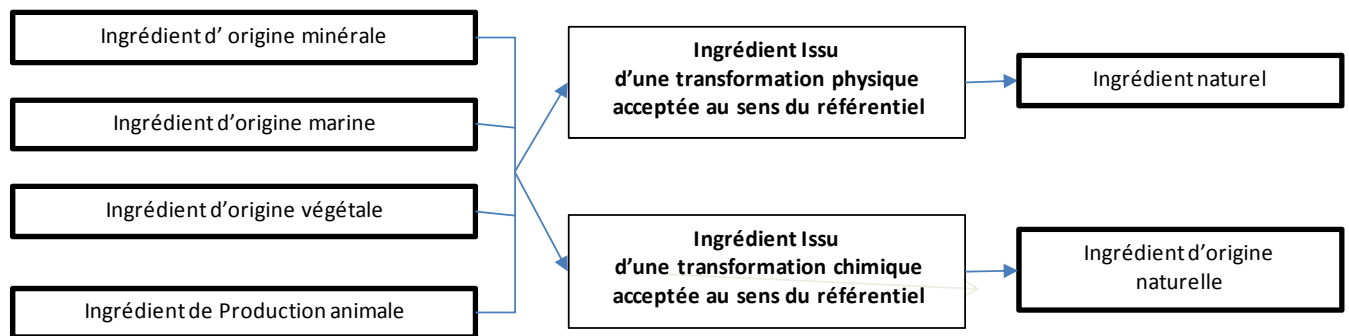 Ingrédient d' origine minérale
Ingrédient d'origine marine
Ingrédient d'origine végétale
Ingrédient de Production animale
Ingrédient Issu
d'une transformation physique
acceptée au sens du référentiel
Ingrédient naturel
Ingrédient Issu
d'une transformation chimique
acceptée au sens du référentiel
Ingrédient d'origine
naturelle